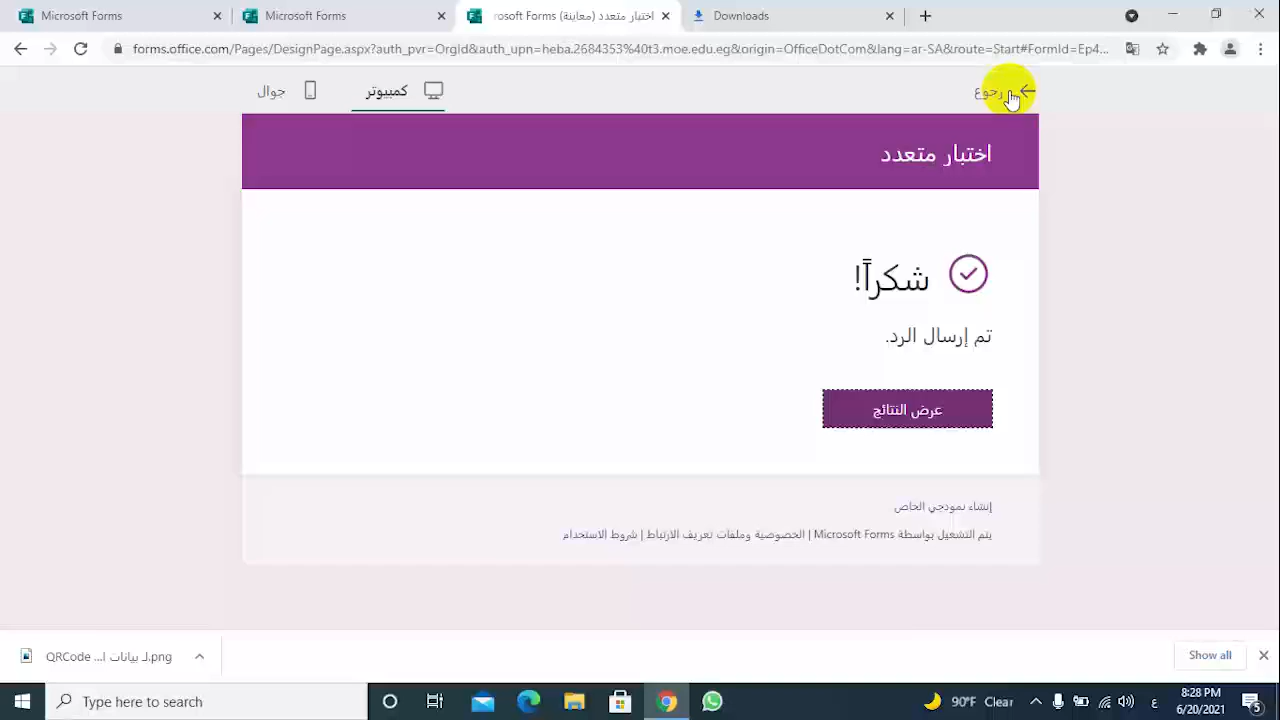 Microsoft Forms
Microsoft Forms
اختبار متعدد (معاينة) rosoft Forms
Downloads
forms.office.com/Pages/DesignPage.aspx?auth_pvr=OrgId&auth_upn=heba.2684353%40t3.moe.edu.eg&origin=OfficeDotCom&lang=ar-SA&route=Start#FormId=Ep4...
رجوع
كمبيوتر
جوال
اختبار متعدد
شكراً!
تم إرسال الرد.
عرض النتائج
إنشاء نموذجي الخاص
يتم التشغيل بواسطة Microsoft Forms | الخصوصية وملفات تعريف الارتباط | شروط الاستخدام
QRCode لـ بيانات ا....png
Show all
Type here to search
90°F Clear
ع
8:28 PM
6/20/2021
5